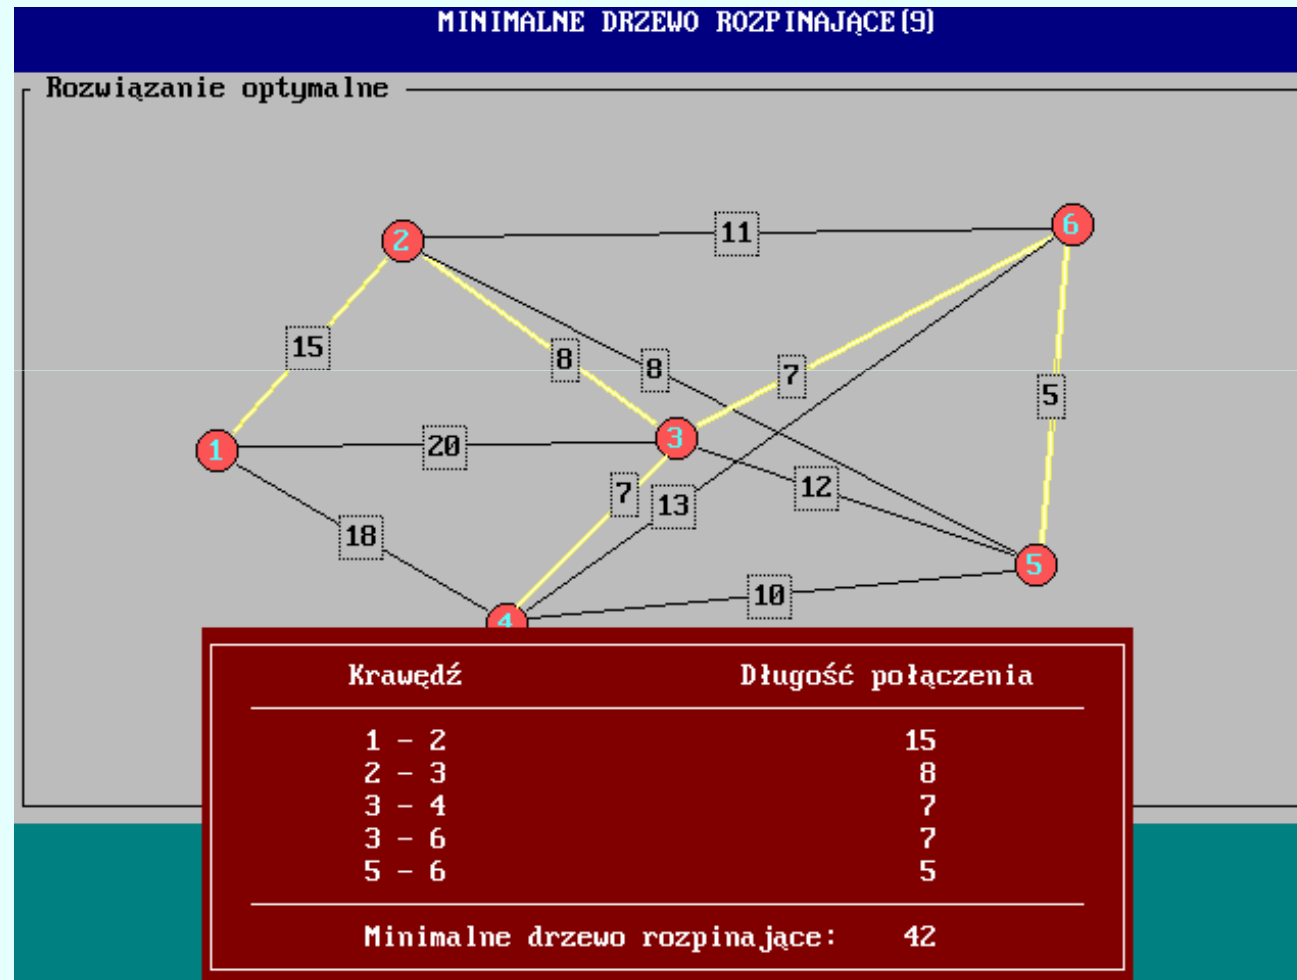 MINIMALNE DRZEWO ROZPINAJĄCE(9)
Rozwiązanie optymalne
2
11
6
15
8
8
7
5
1
20
3
7
13
12
18
5
10
4
Krawędź Długość połączenia
1 - 2 15
2 - 3 8
3 - 4 7
3 - 6 7
5 - 6 5
Minimalne drzewo rozpinające: 42